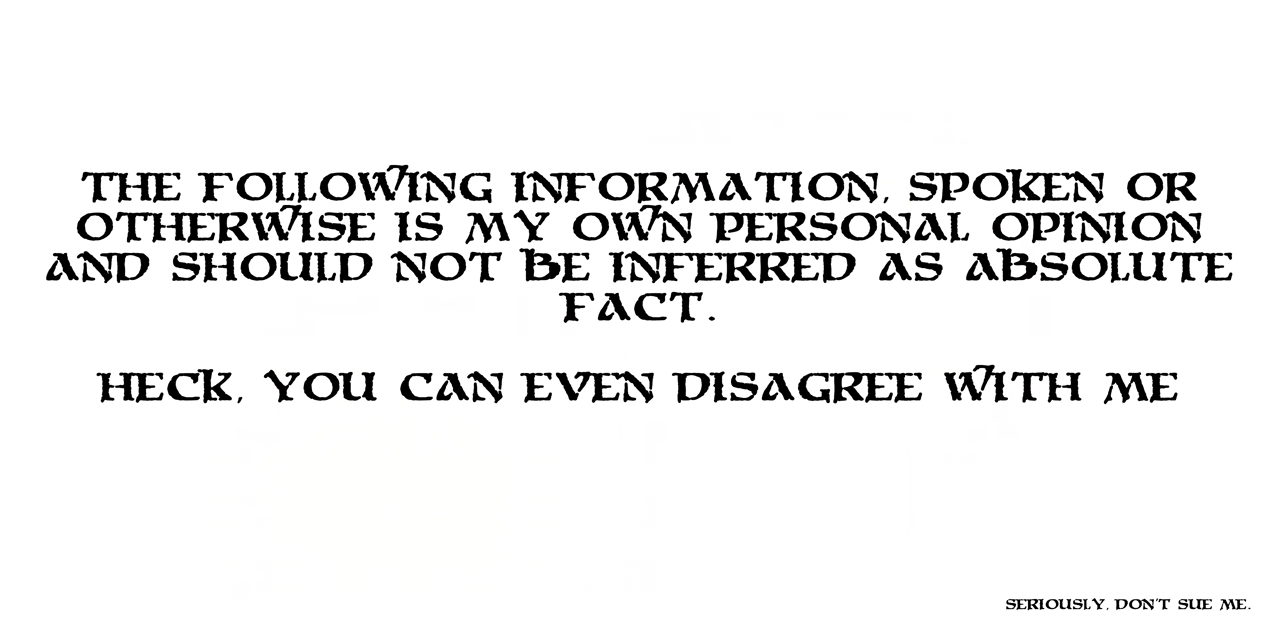 THE FOLLOWING INFORMATION, SPOKEN OR
OTHERWISE IS MY OWN PERSONAL OPINION
AND SHOULD NOT BE INFERRED AS ABSOLUTE
FACT.
HECK, YOU CAN EVEN DISAGREE WITH ME
SERIOUSLY, DON'T SUE ME.